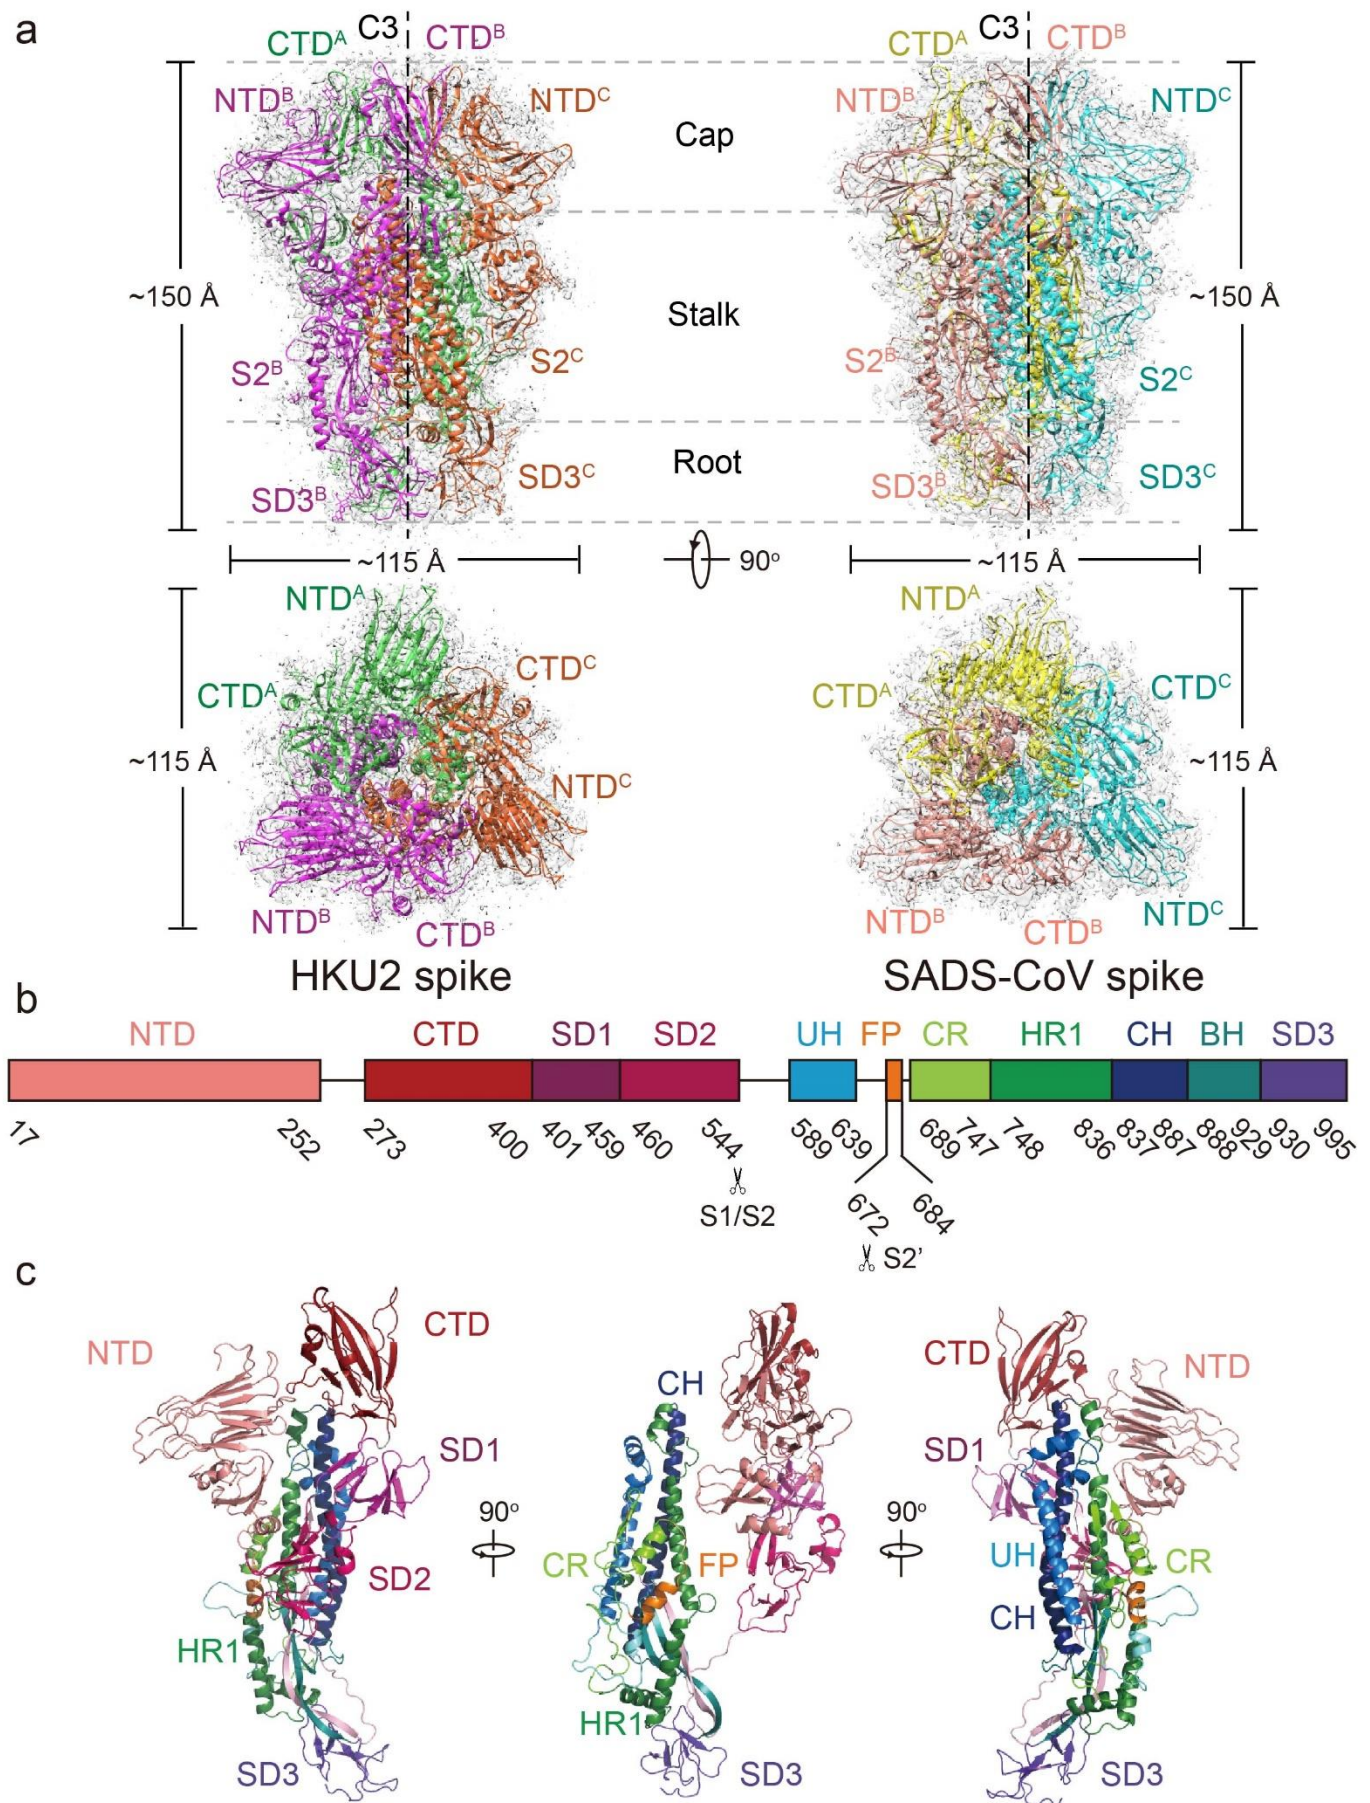 a
C3
CTDᴬ
CTDᴮ
NTDᴮ
NTDᶜ
C3
CTDᴬ
CTDᴮ
NTDᴮ
NTDᶜ
Cap
~150 Å
Stalk
~150 Å
S2ᴮ
S2ᶜ
S2ᴮ
S2ᶜ
Root
SD3ᴮ
SD3ᶜ
SD3ᴮ
SD3ᶜ
~115 Å
90°
~115 Å
NTDᴬ
CTDᶜ
CTDᴬ
~115 Å
NTDᶜ
NTDᴮ
CTDᴮ
NTDᴬ
CTDᴬ
CTDᶜ
~115 Å
NTDᴮ
CTDᴮ
NTDᶜ
HKU2 spike
SADS-CoV spike
b
NTD CTD SD1 SD2 UH FP CR HR1 CH BH SD3
17 252 273 400 401 459 460 544 589 639 689 747 748 836 837 887 888 929 930 995
672 684
S1/S2
S2’
c
NTD
CTD
SD1
SD2
HR1
SD3
90°
CH
CR
FP
HR1
SD3
90°
CTD
NTD
SD1
UH
CR
CH
SD3